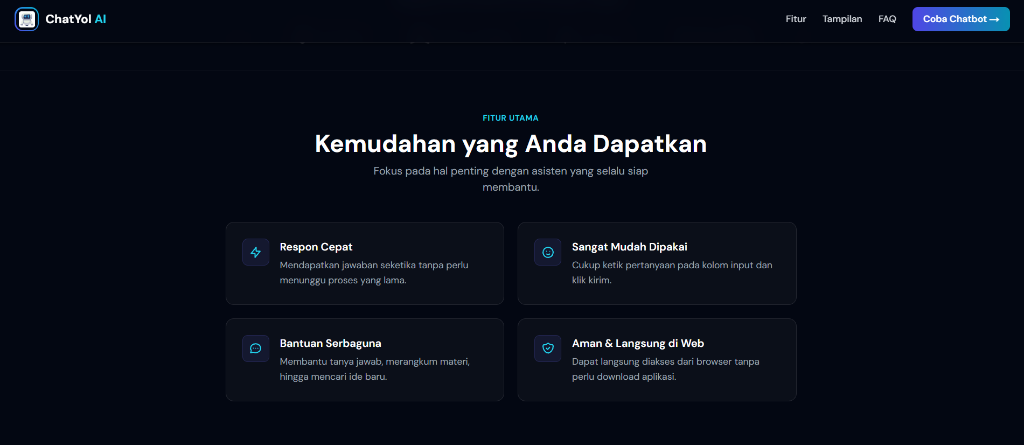 ChatYol AI
Fitur
Tampilan
FAQ
Coba Chatbot →
FITUR UTAMA
Kemudahan yang Anda Dapatkan
Fokus pada hal penting dengan asisten yang selalu siap
membantu.
Respon Cepat
Mendapatkan jawaban seketika tanpa perlu
menunggu proses yang lama.
Sangat Mudah Dipakai
Cukup ketik pertanyaan pada kolom input dan
klik kirim.
Bantuan Serbaguna
Membantu tanya jawab, merangkum materi,
hingga mencari ide baru.
Aman & Langsung di Web
Dapat langsung diakses dari browser tanpa
perlu download aplikasi.